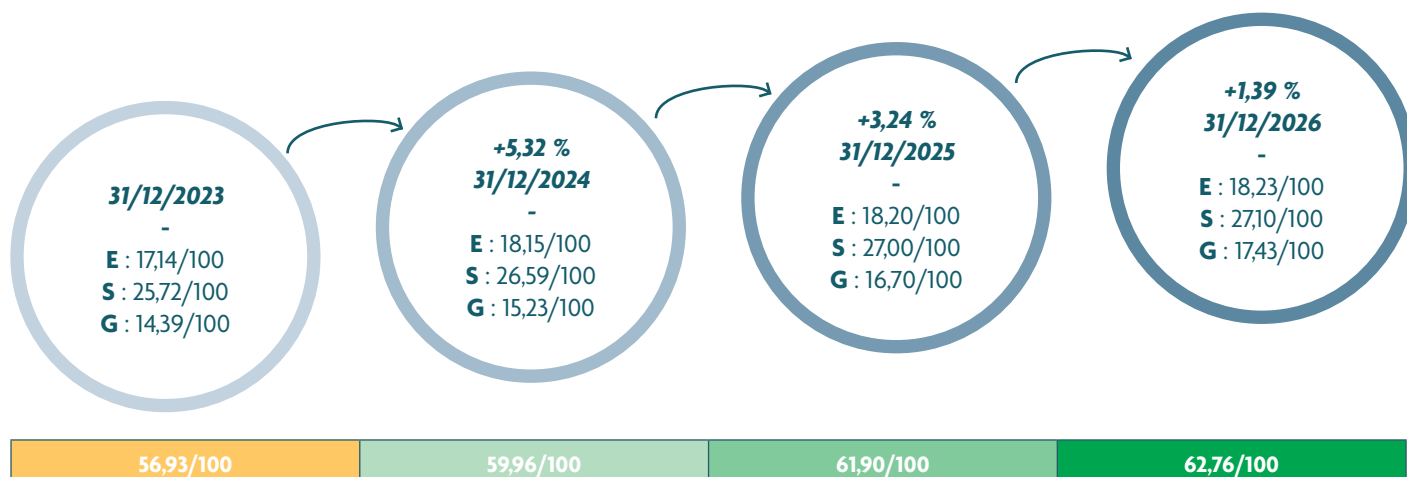 31/12/2023
-
E : 17,14/100
S : 25,72/100
G : 14,39/100
+5,32 %
31/12/2024
-
E : 18,15/100
S : 26,59/100
G : 15,23/100
+3,24 %
31/12/2025
-
E : 18,20/100
S : 27,00/100
G : 16,70/100
+1,39 %
31/12/2026
-
E : 18,23/100
S : 27,10/100
G : 17,43/100
56,93/100
59,96/100
61,90/100
62,76/100